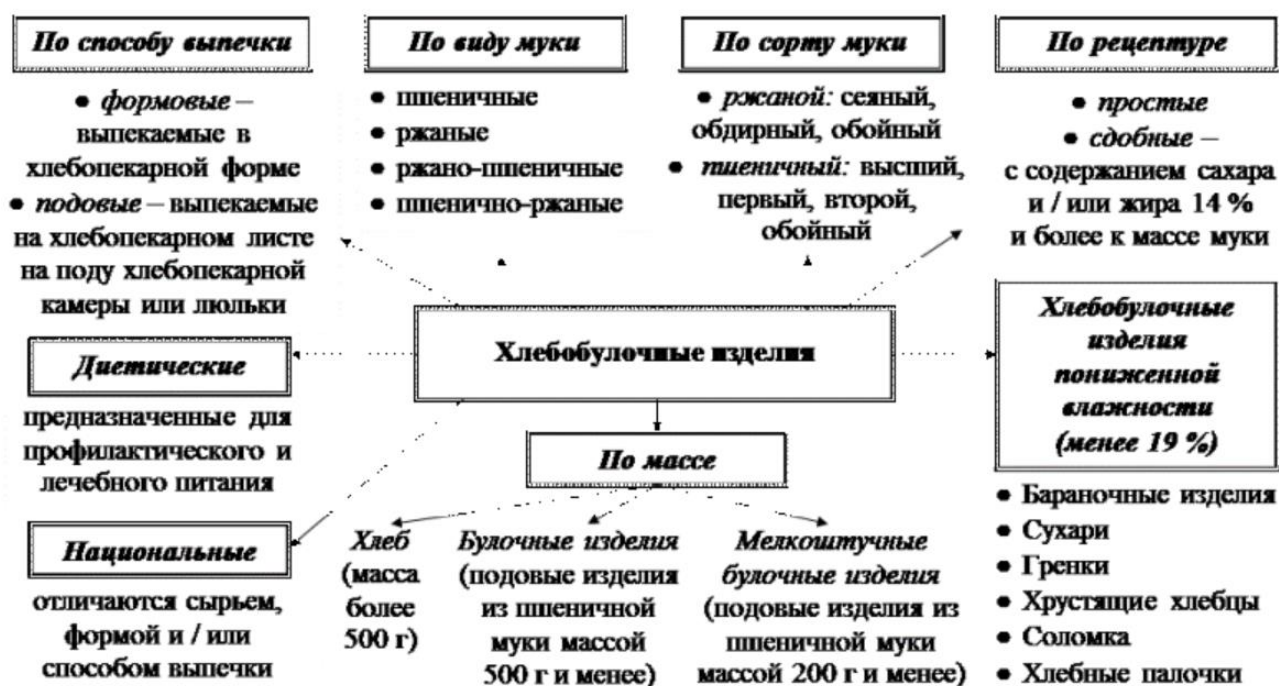 По способу выпечки
• формовые –
выпекаемые в
хлебопекарной форме
• подовые – выпекаемые
на хлебопекарном листе
на поду хлебопекарной
камеры или люльки
По виду муки
• пшеничные
• ржаные
• ржано-пшеничные
• пшенично-ржаные
По сорту муки
• ржаной: сеяный,
обдирный, обойный
• пшеничный: высший,
первый, второй,
обойный
По рецептуре
• простые
• сдобные –
с содержанием сахара
и / или жира 14 %
и более к массе муки
Хлебобулочные изделия
Диетические
предназначенные для
профилактического и
лечебного питания
Национальные
отличаются сырьем,
формой и / или
способом выпечки
По массе
Хлеб
(масса
более
500 г)
Булочные изделия
(подовые изделия
из пшеничной
муки массой
500 г и менее)
Мелкоштучные
булочные изделия
(подовые изделия из
пшеничной муки
массой 200 г и менее)
Хлебобулочные
изделия
пониженной
влажности
(менее 19 %)
• Бараночные изделия
• Сухари
• Гренки
• Хрустящие хлебцы
• Соломка
• Хлебные палочки